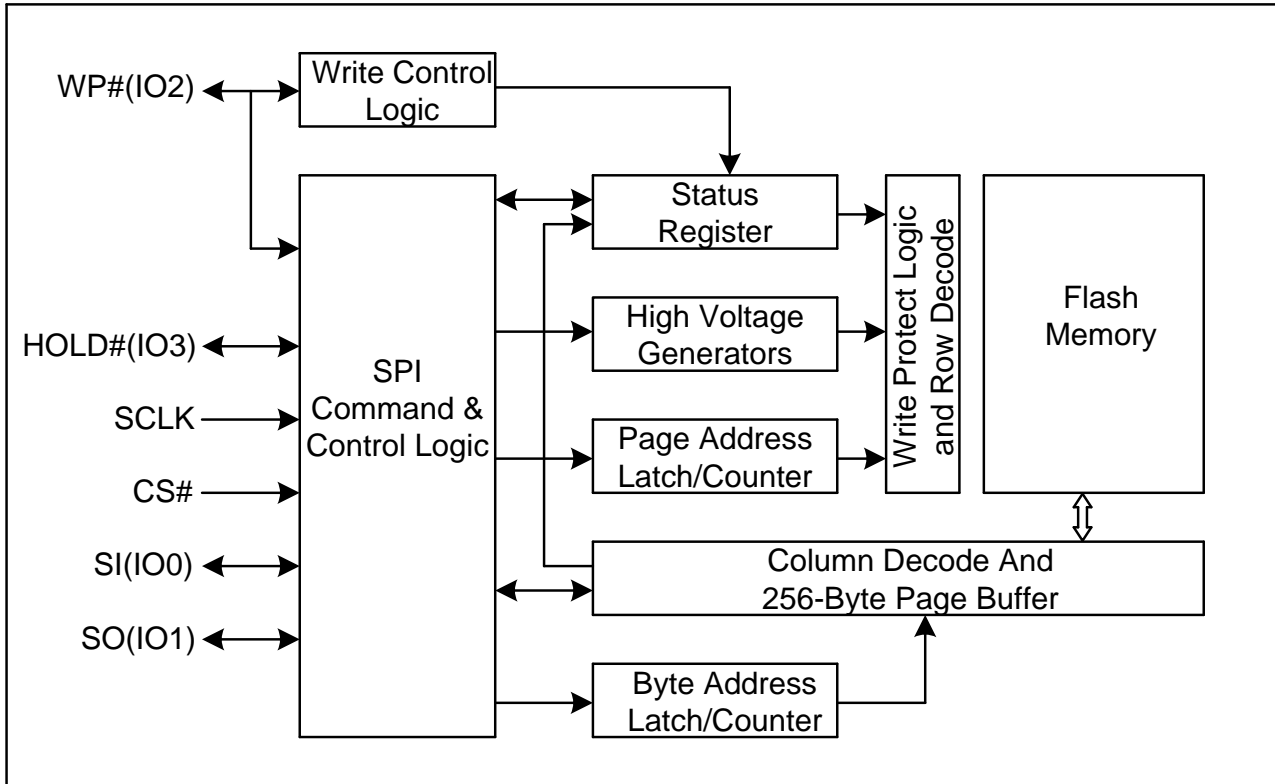 WP#(IO2)
Write Control
Logic
Status
Register
High Voltage
Generators
Page Address
Latch/Counter
Write Protect Logic
and Row Decode
Flash
Memory
HOLD#(IO3)
SCLK
CS#
SI(IO0)
SO(IO1)
SPI
Command &
Control Logic
Column Decode And
256-Byte Page Buffer
Byte Address
Latch/Counter